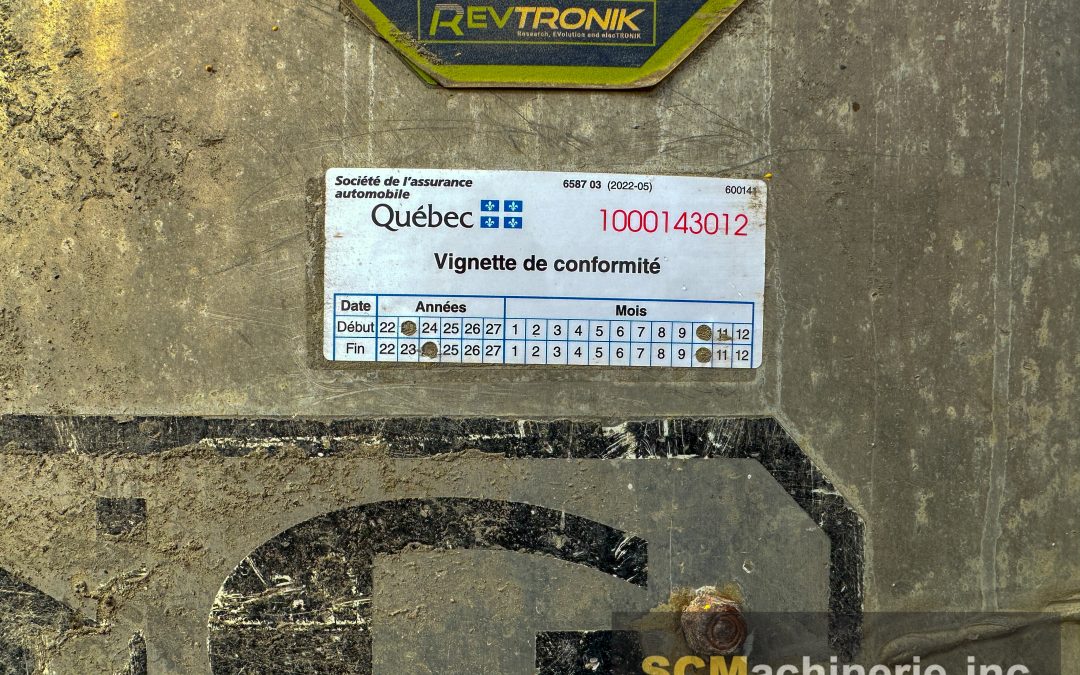 REVTRONIK
Research, EVolution and elecTRONIK
Société de l'assurance
automobile
6587 03 (2022-05)
600141
Québec
1000143012
Vignette de conformité
Date Années Mois
Début 22 24 25 26 27 1 2 3 4 5 6 7 8 9 11 12
Fin 22 23 25 26 27 1 2 3 4 5 6 7 8 9 11 12
G
SCMachinerie inc